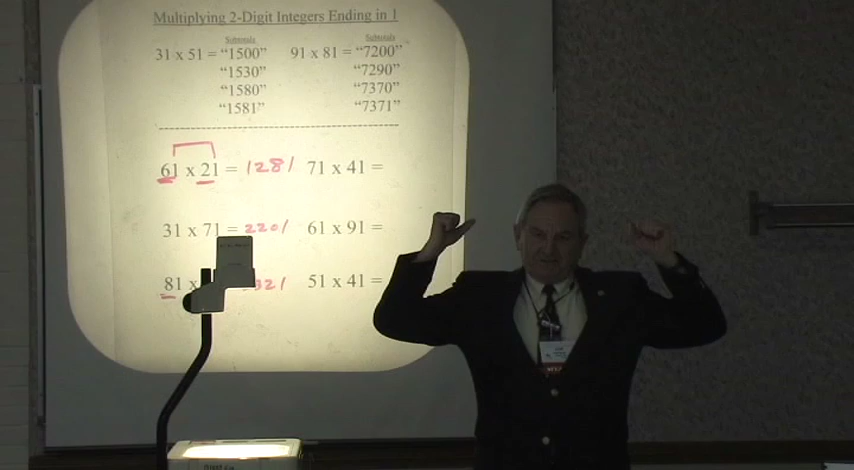 Multiplying 2-Digit Integers Ending in 1
Subtotals Subtotals
31 x 51 = “1500” 91 x 81 = “7200”
“1530” “7290”
“1580” “7370”
“1581” “7371”
61 x 21 = 1281 71 x 41 =
31 x 71 = 2201 61 x 91 =
81 x 51 x 41 =